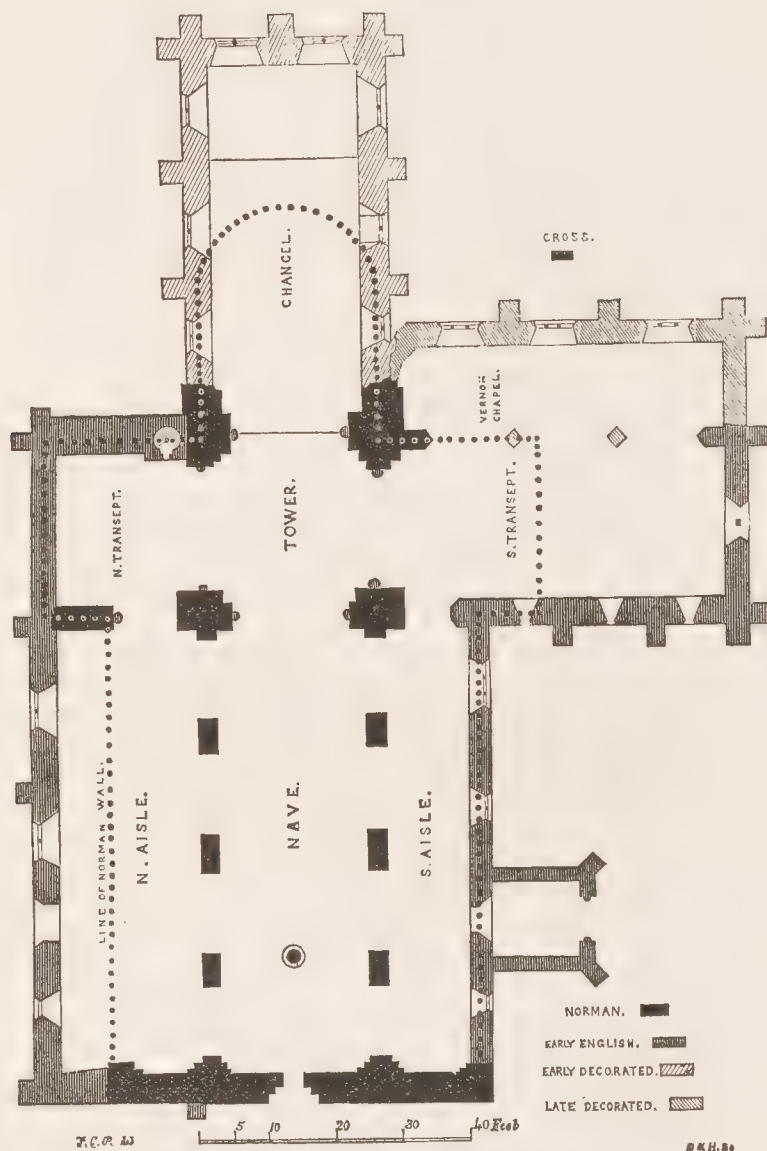 CHANCEL.
CROSS.
VERNON
CHAPEL.
N. TRANSEPT.
TOWER.
S. TRANSEPT.
LINE OF NORMAN WALL.
N. AISLE.
NAVE.
S. AISLE.
NORMAN.
EARLY ENGLISH.
EARLY DECORATED.
LATE DECORATED.
5 10 20 30 40 Feet